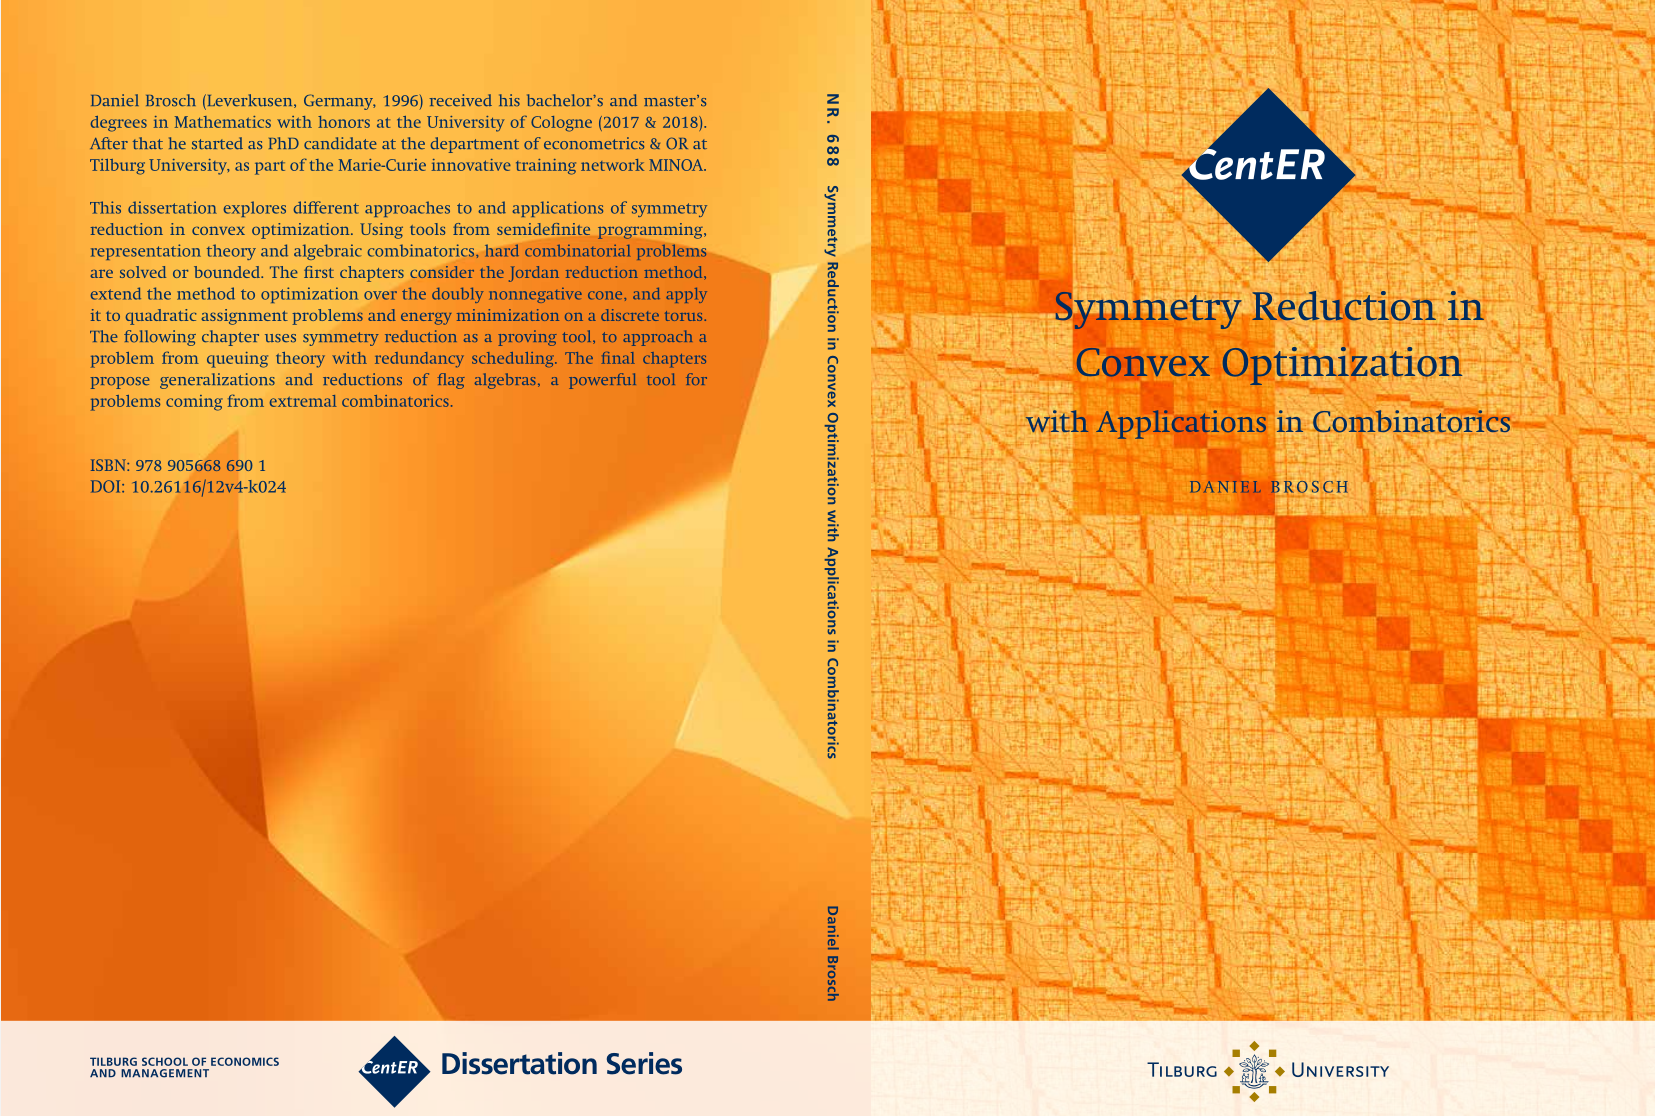 Daniel Brosch (Leverkusen, Germany, 1996) received his bachelor's and master's
degrees in Mathematics with honors at the University of Cologne (2017 & 2018).
After that he started as PhD candidate at the department of econometrics & OR at
Tilburg University, as part of the Marie-Curie innovative training network MINOA.
This dissertation explores different approaches to and applications of symmetry
reduction in convex optimization. Using tools from semidefinite programming,
representation theory and algebraic combinatorics, hard combinatorial problems
are solved or bounded. The first chapters consider the Jordan reduction method,
extend the method to optimization over the doubly nonnegative cone, and apply
it to quadratic assignment problems and energy minimization on a discrete torus.
The following chapter uses symmetry reduction as a proving tool, to approach a
problem from queuing theory with redundancy scheduling. The final chapters
propose generalizations and reductions of flag algebras, a powerful tool for
problems coming from extremal combinatorics.
ISBN: 978 905668 690 1
DOI: 10.26116/12v4-k024
TILBURG SCHOOL OF ECONOMICS
AND MANAGEMENT
CentER
Dissertation Series
NR. 688 Symmetry Reduction in Convex Optimization with Applications in Combinatorics Daniel Brosch
CentER
Symmetry Reduction in
Convex Optimization
with Applications in Combinatorics
DANIEL BROSCH
TILBURG UNIVERSITY